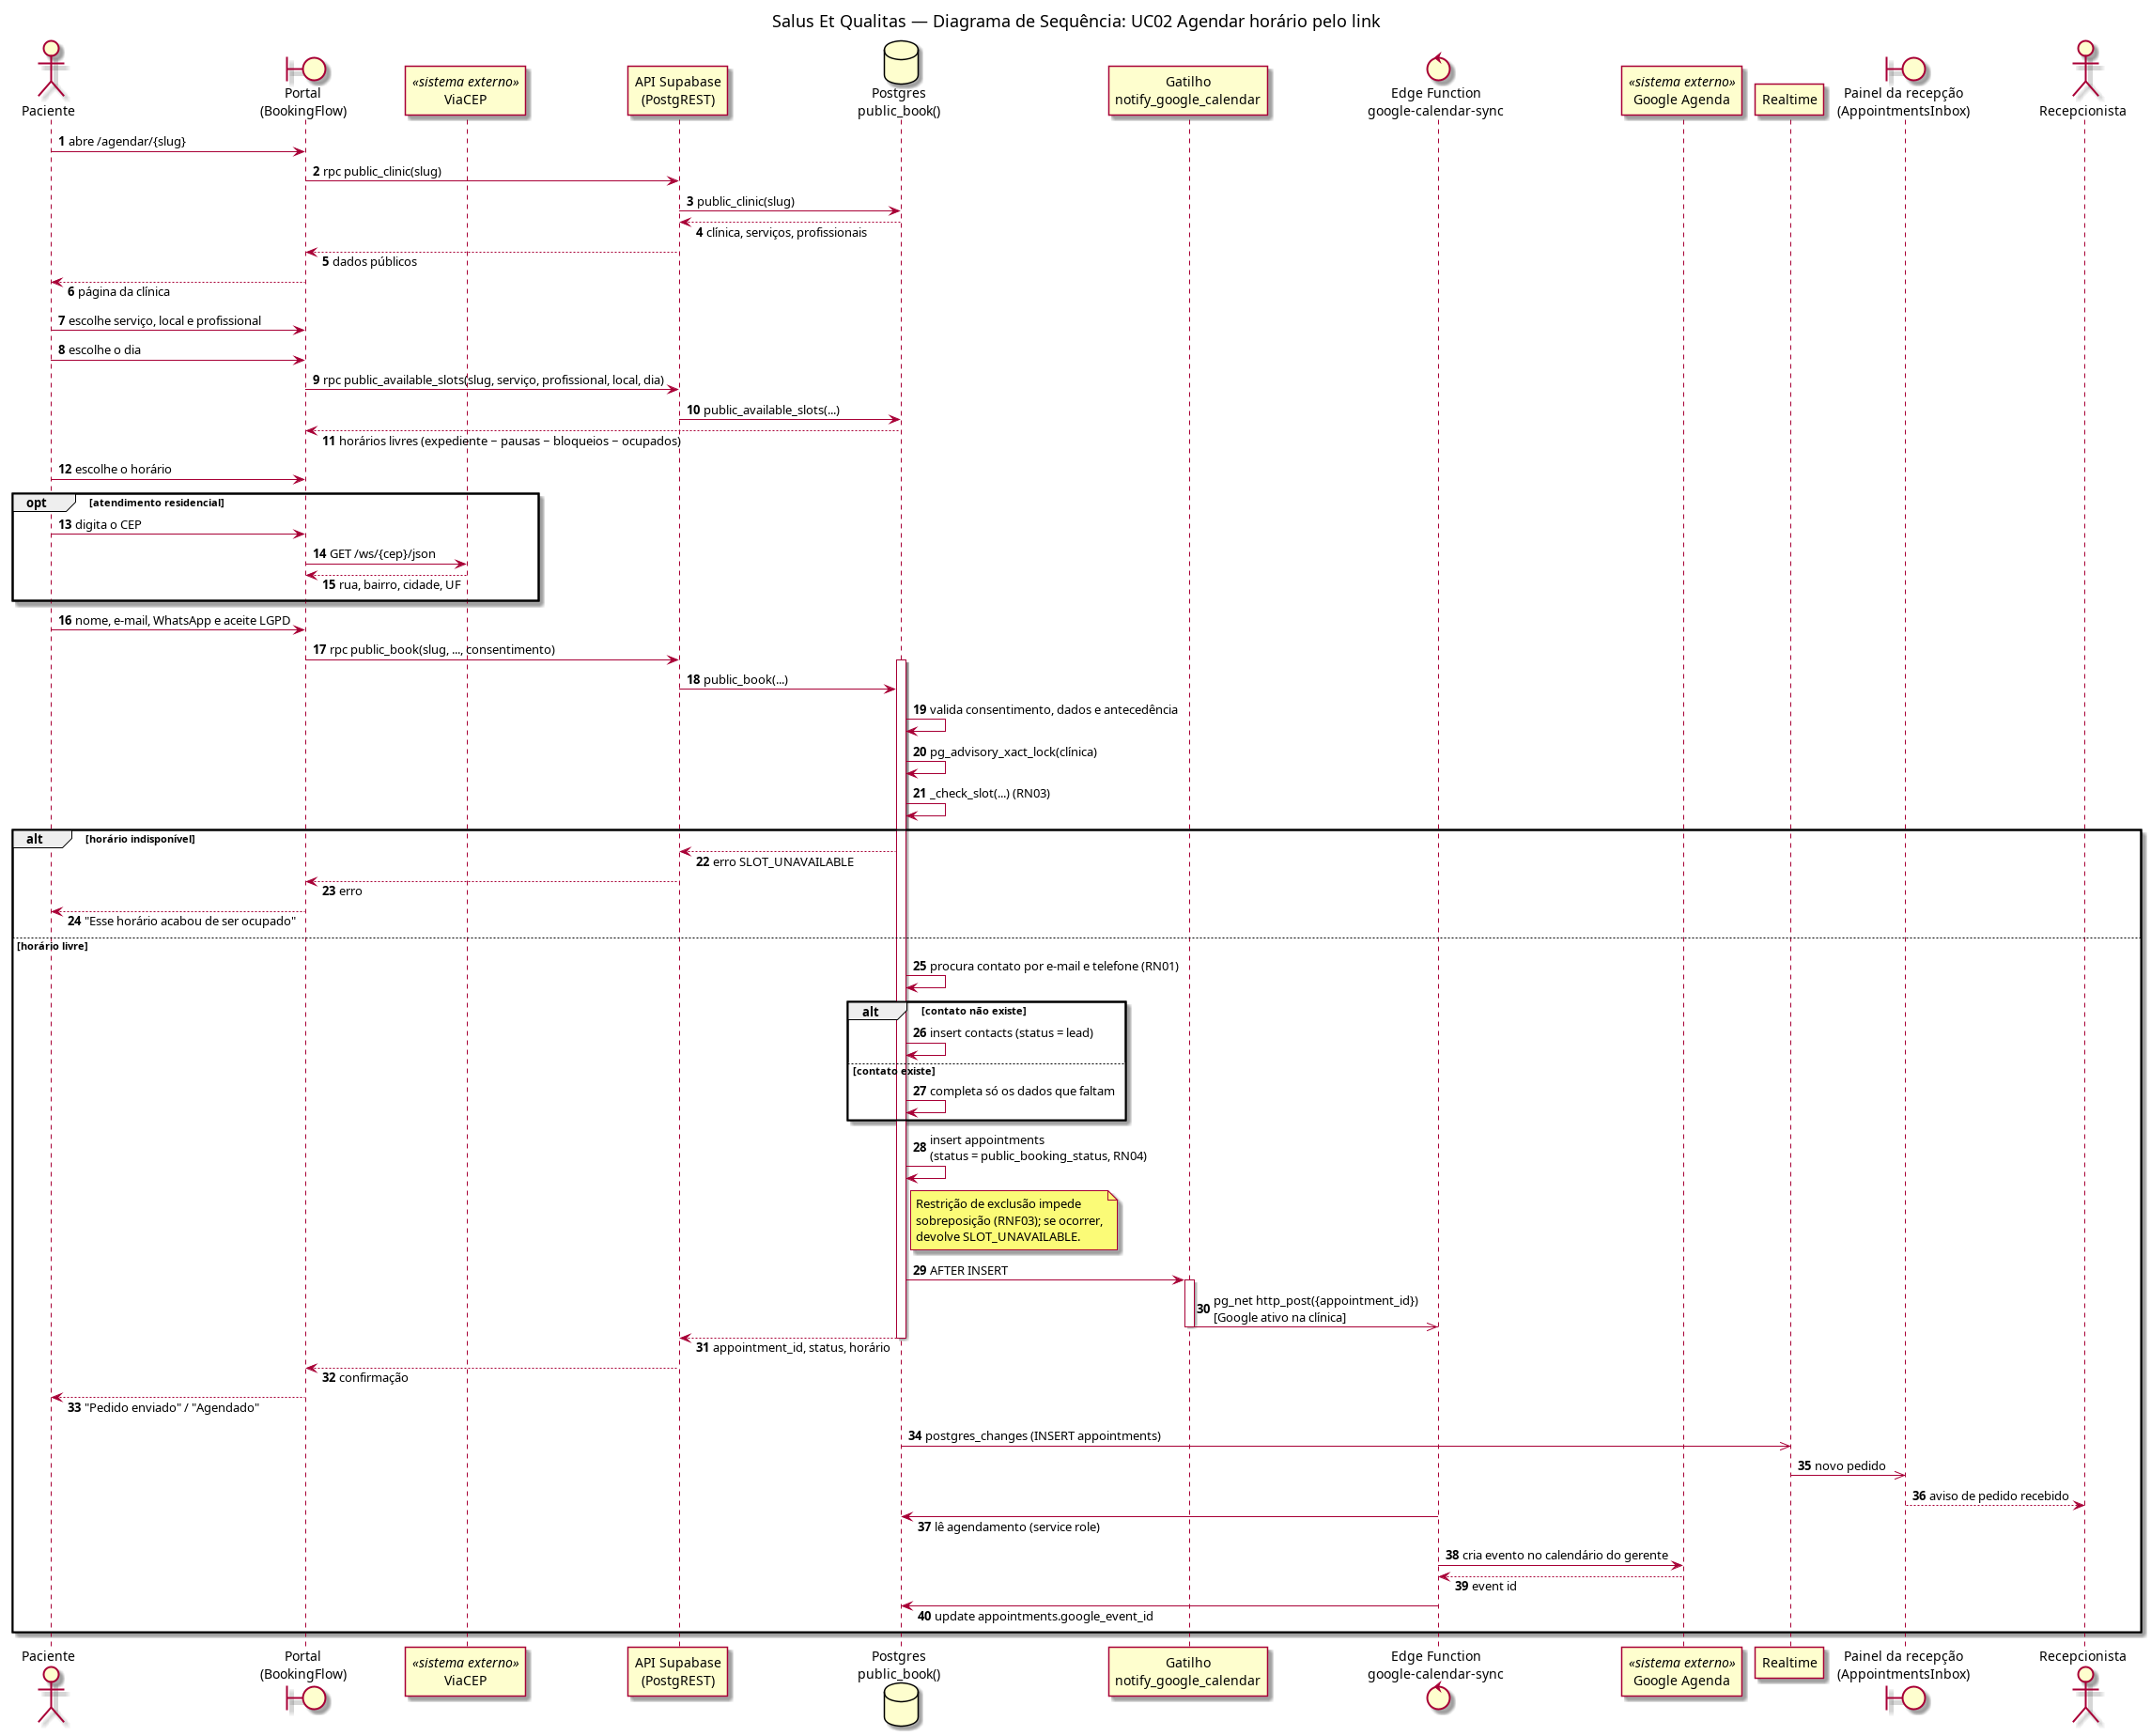 Salus Et Qualitas — Diagrama de Sequência: UC02 Agendar horário pelo link
Paciente
Portal
(BookingFlow)
«sistema externo»
ViaCEP
API Supabase
(PostgREST)
Postgres
public_book()
Gatilho
notify_google_calendar
Edge Function
google-calendar-sync
«sistema externo»
Google Agenda
Realtime
Painel da recepção
(AppointmentsInbox)
Recepcionista
1 abre /agendar/{slug}
2 rpc public_clinic(slug)
3 public_clinic(slug)
4 clínica, serviços, profissionais
5 dados públicos
6 página da clínica
7 escolhe serviço, local e profissional
8 escolhe o dia
9 rpc public_available_slots(slug, serviço, profissional, local, dia)
10 public_available_slots(...)
11 horários livres (expediente − pausas − bloqueios − ocupados)
12 escolhe o horário
opt [atendimento residencial]
13 digita o CEP
14 GET /ws/{cep}/json
15 rua, bairro, cidade, UF
16 nome, e-mail, WhatsApp e aceite LGPD
17 rpc public_book(slug, ..., consentimento)
18 public_book(...)
19 valida consentimento, dados e antecedência
20 pg_advisory_xact_lock(clínica)
21 _check_slot(...) (RN03)
alt [horário indisponível]
22 erro SLOT_UNAVAILABLE
23 erro
24 "Esse horário acabou de ser ocupado"
[horário livre]
25 procura contato por e-mail e telefone (RN01)
alt [contato não existe]
26 insert contacts (status = lead)
[contato existe]
27 completa só os dados que faltam
28 insert appointments
(status = public_booking_status, RN04)
Restrição de exclusão impede
sobreposição (RNF03); se ocorrer,
devolve SLOT_UNAVAILABLE.
29 AFTER INSERT
30 pg_net http_post({appointment_id})
[Google ativo na clínica]
31 appointment_id, status, horário
32 confirmação
33 "Pedido enviado" / "Agendado"
34 postgres_changes (INSERT appointments)
35 novo pedido
36 aviso de pedido recebido
37 lê agendamento (service role)
38 cria evento no calendário do gerente
39 event id
40 update appointments.google_event_id
Paciente
Portal
(BookingFlow)
«sistema externo»
ViaCEP
API Supabase
(PostgREST)
Postgres
public_book()
Gatilho
notify_google_calendar
Edge Function
google-calendar-sync
«sistema externo»
Google Agenda
Realtime
Painel da recepção
(AppointmentsInbox)
Recepcionista